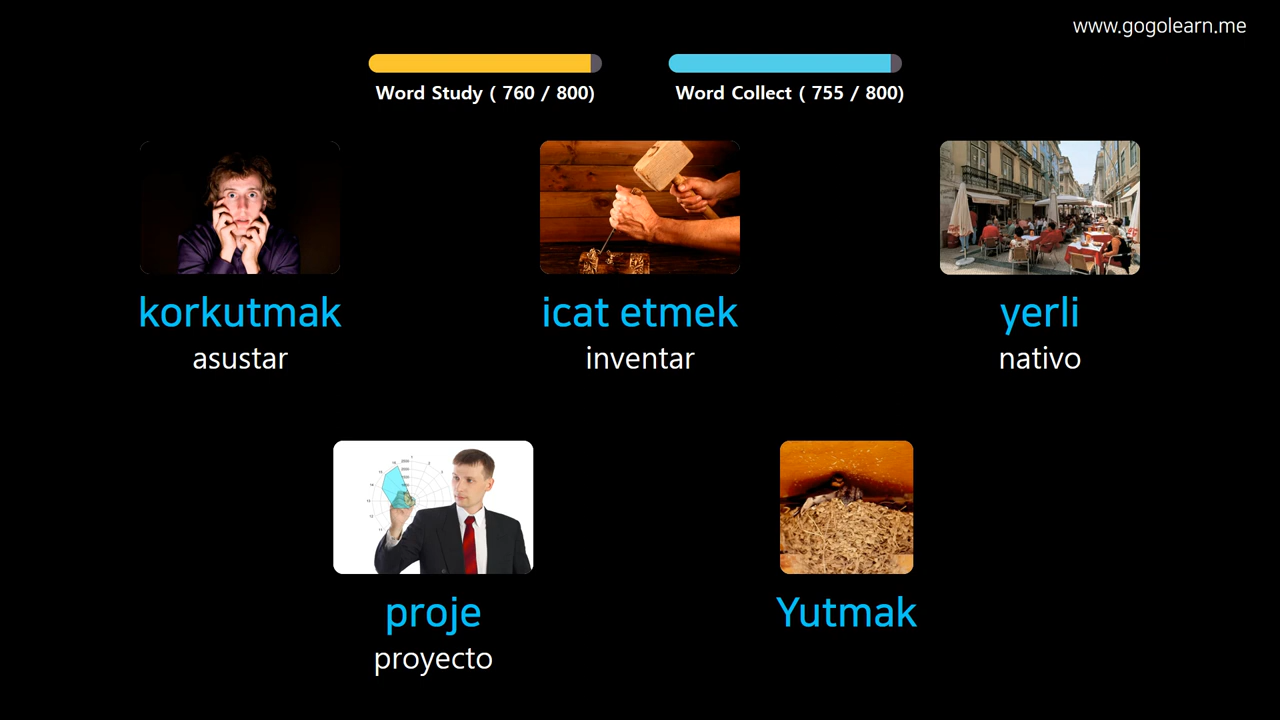 www.gogolearn.me
Word Study ( 760 / 800)
Word Collect ( 755 / 800)
korkutmak
asustar
icat etmek
inventar
yerli
nativo
proje
proyecto
Yutmak